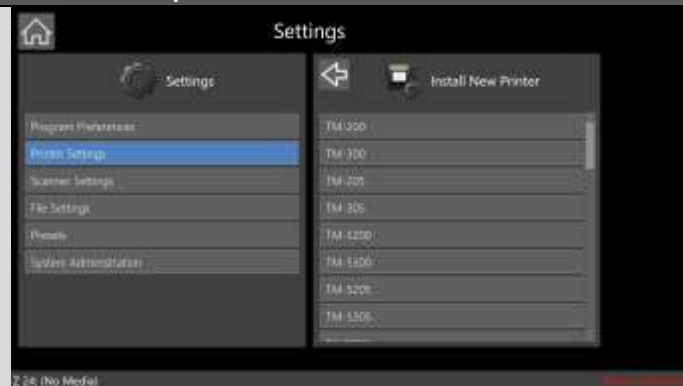 Settings
Settings
Install New Printer
Program Preferences
Printer Settings
Scanner Settings
File Settings
Presets
System Administration
TM-200
TM-300
TM-205
TM-305
TM-5200
TM-5300
TM-5205
TM-5305
Z 24: (No Media)